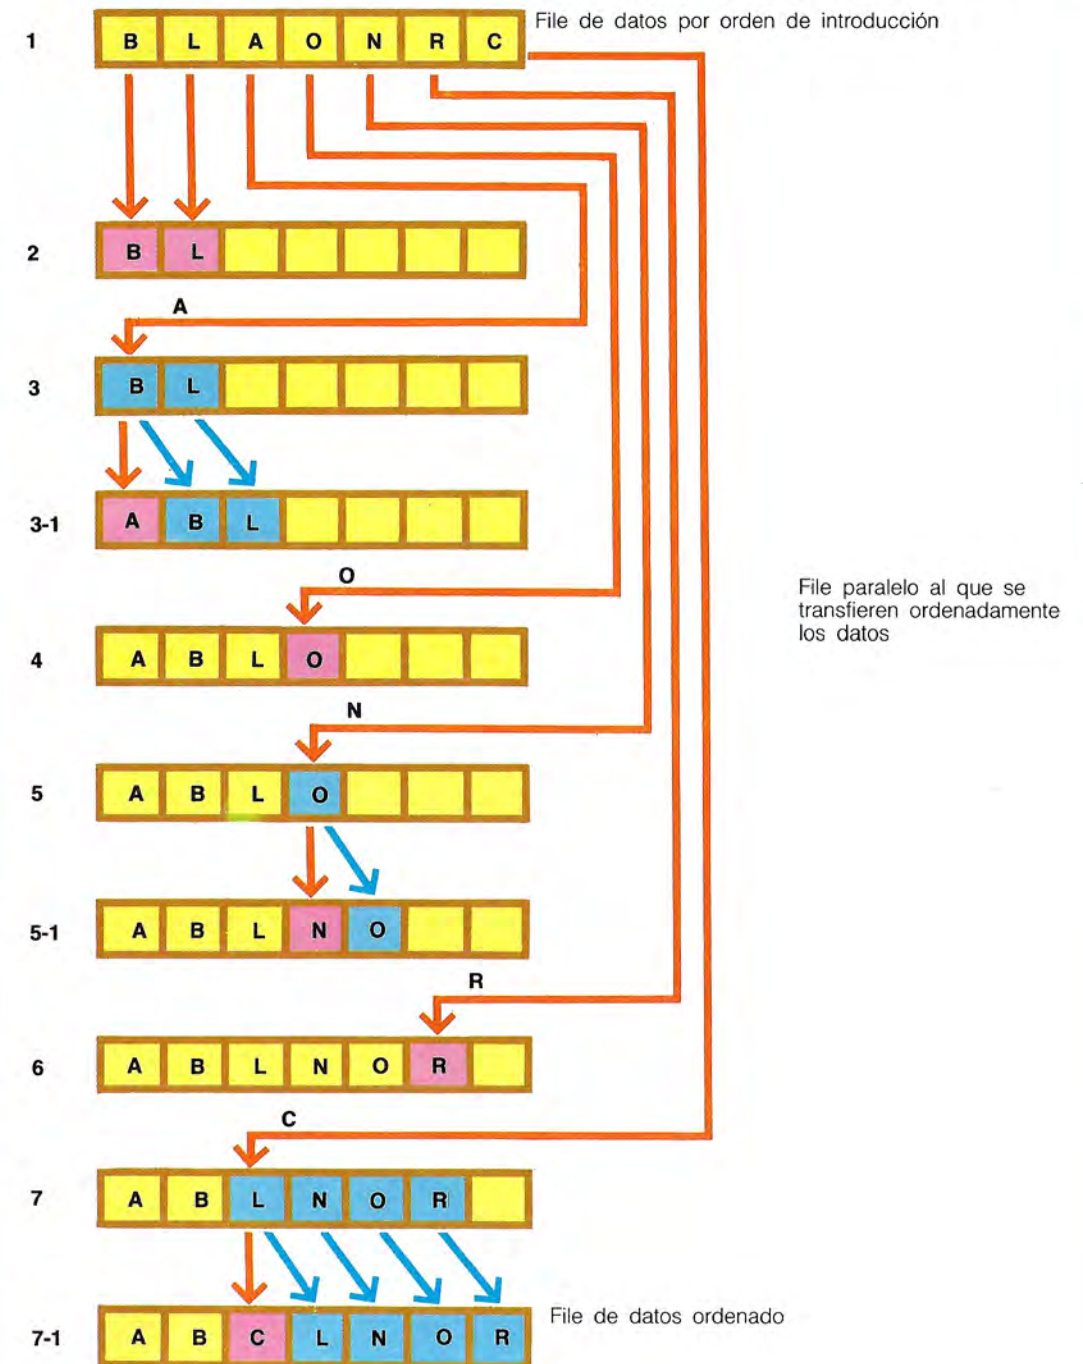 File de datos por orden de introducción
1 B L A O N R C
2 B L
A
3 B L
3-1 A B L
O
File paralelo al que se
transfieren ordenadamente
los datos
4 A B L O
N
5 A B L O
5-1 A B L N O
R
6 A B L N O R
C
7 A B L N O R
File de datos ordenado
7-1 A B C L N O R